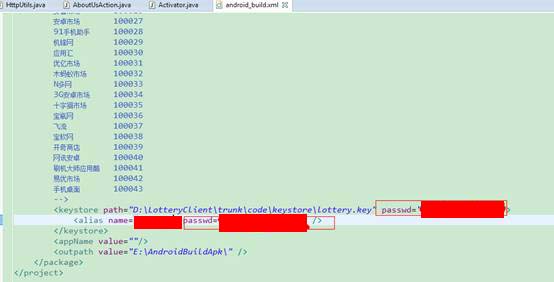 HttpUtils.java AboutUsAction.java Activator.java android_build.xml
安卓市场 100027
91手机助手 100028
机锋网 100029
应用汇 100030
优亿市场 100031
木蚂蚁市场 100032
N多网 100033
3G安卓市场 100034
十字猫市场 100035
宝瓶网 100036
飞流 100037
宝软网 100038
开奇商店 100039
网讯安卓 100040
刷机大师应用酷 100041
易优市场 100042
手机桌面 100043
-->
<keystore path="D:\LotteryClient\trunk\code\keystore\lottery.key" passwd="
<alias name= passwd= />
</keystore>
<appName value=""/>
<outpath value="E:\AndroidBuildApk\" />
</package>
</project>